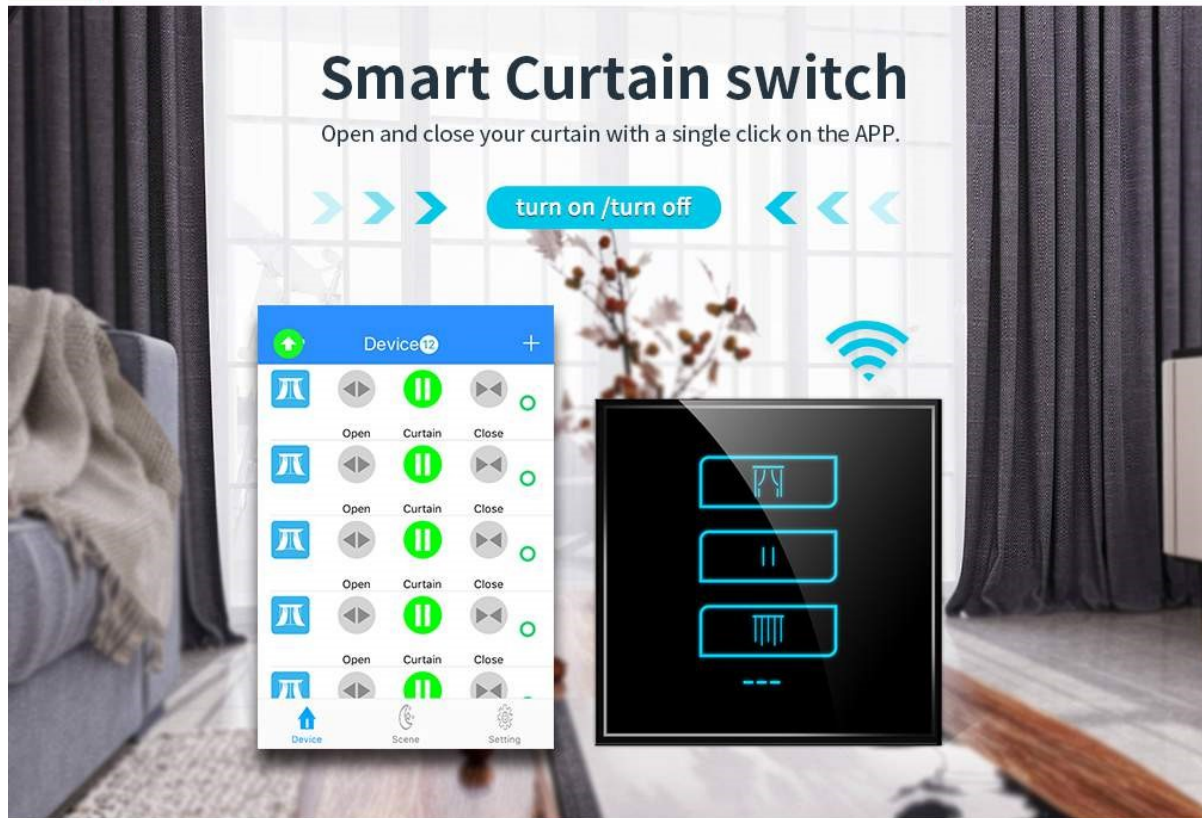 Smart Curtain switch
Open and close your curtain with a single click on the APP.
turn on /turn off
Device 12 +
Open Curtain Close
Open Curtain Close
Open Curtain Close
Open Curtain Close
Device Scene Setting